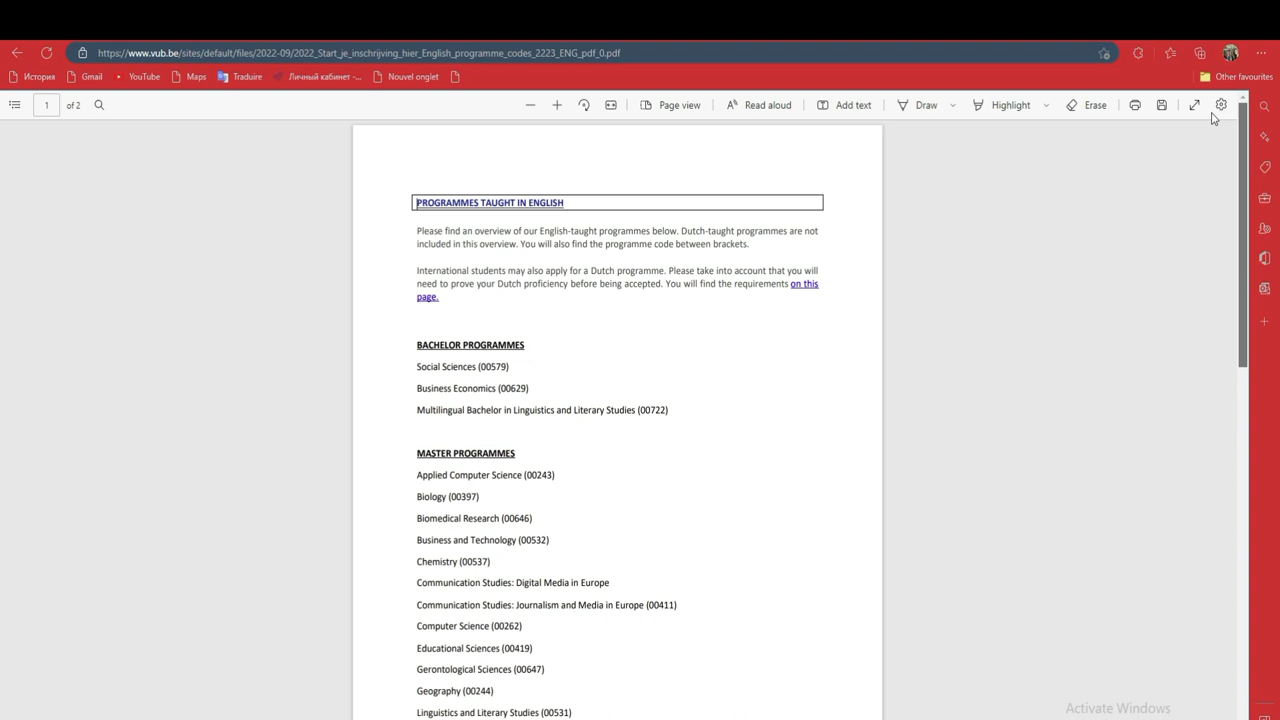 https://www.vub.be/sites/default/files/2022-09/2022_Start_je_inschrijving_hier_English_programme_codes_2223_ENG_pdf_0.pdf
История Gmail YouTube Maps Traduire Личный кабинет -... Nouvel onglet Other favourites
1 of 2 Page view Read aloud Add text Draw Highlight Erase
PROGRAMMES TAUGHT IN ENGLISH
Please find an overview of our English-taught programmes below. Dutch-taught programmes are not
included in this overview. You will also find the programme code between brackets.
International students may also apply for a Dutch programme. Please take into account that you will
need to prove your Dutch proficiency before being accepted. You will find the requirements on this
page.
BACHELOR PROGRAMMES
Social Sciences (00579)
Business Economics (00629)
Multilingual Bachelor in Linguistics and Literary Studies (00722)
MASTER PROGRAMMES
Applied Computer Science (00243)
Biology (00397)
Biomedical Research (00646)
Business and Technology (00532)
Chemistry (00537)
Communication Studies: Digital Media in Europe
Communication Studies: Journalism and Media in Europe (00411)
Computer Science (00262)
Educational Sciences (00419)
Gerontological Sciences (00647)
Geography (00244)
Linguistics and Literary Studies (00531)
Activate Windows